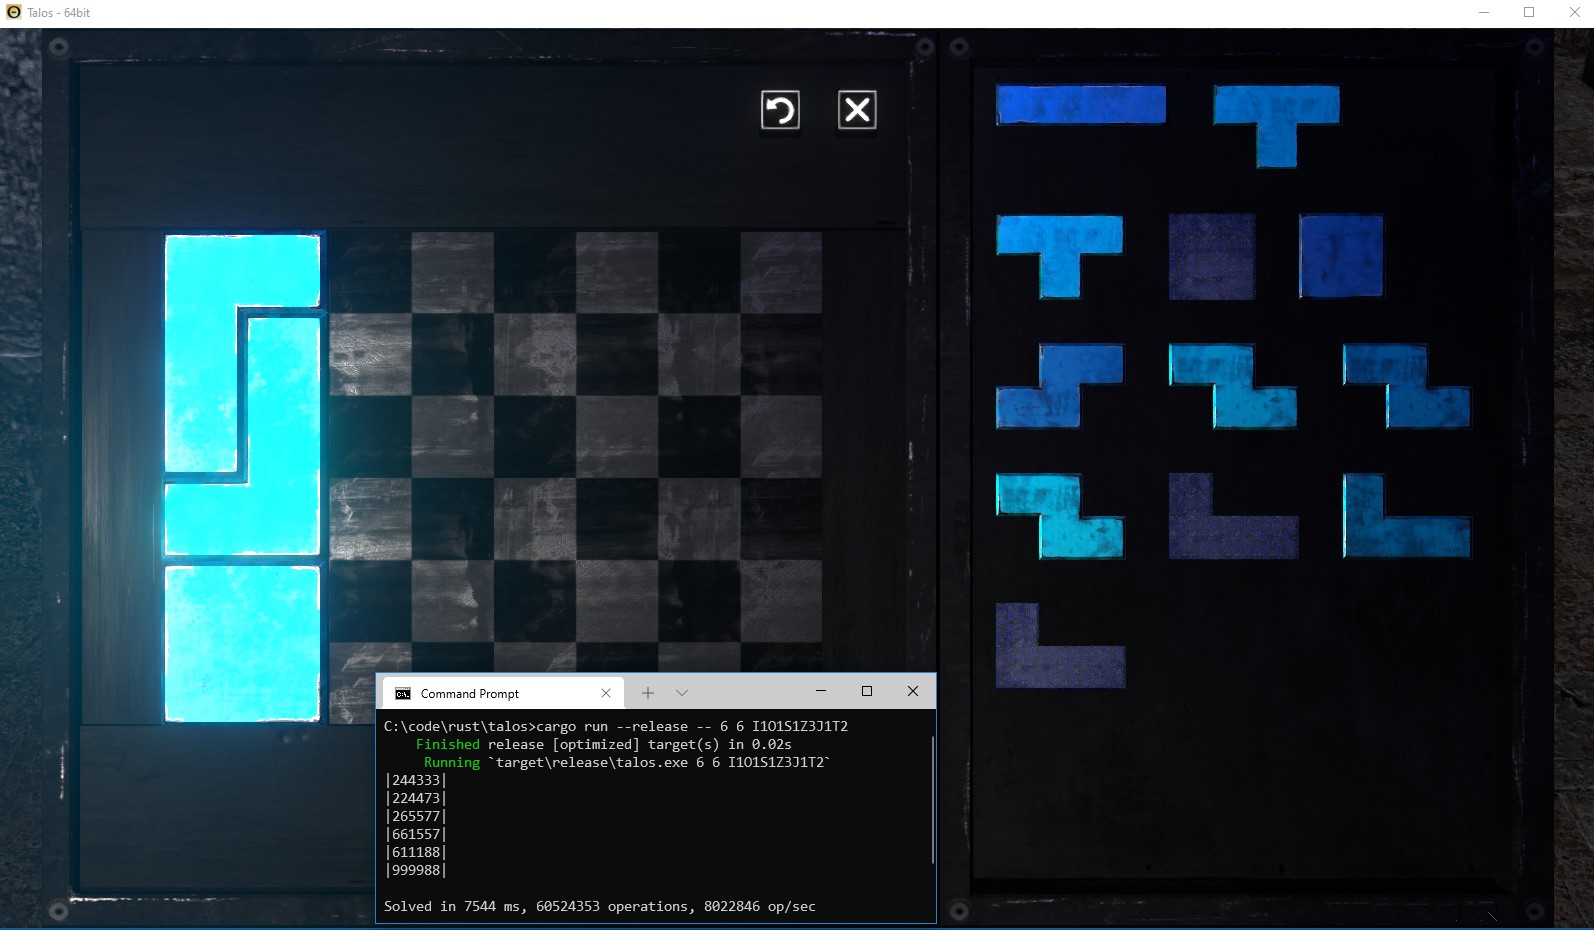 Talos - 64bit
Command Prompt
C:\code\rust\talos>cargo run --release -- 6 6 I1O1S1Z3J1T2
Finished release [optimized] target(s) in 0.02s
Running `target\release\talos.exe 6 6 I1O1S1Z3J1T2`
|244333|
|224473|
|265577|
|661557|
|611188|
|999988|
Solved in 7544 ms, 60524353 operations, 8022846 op/sec